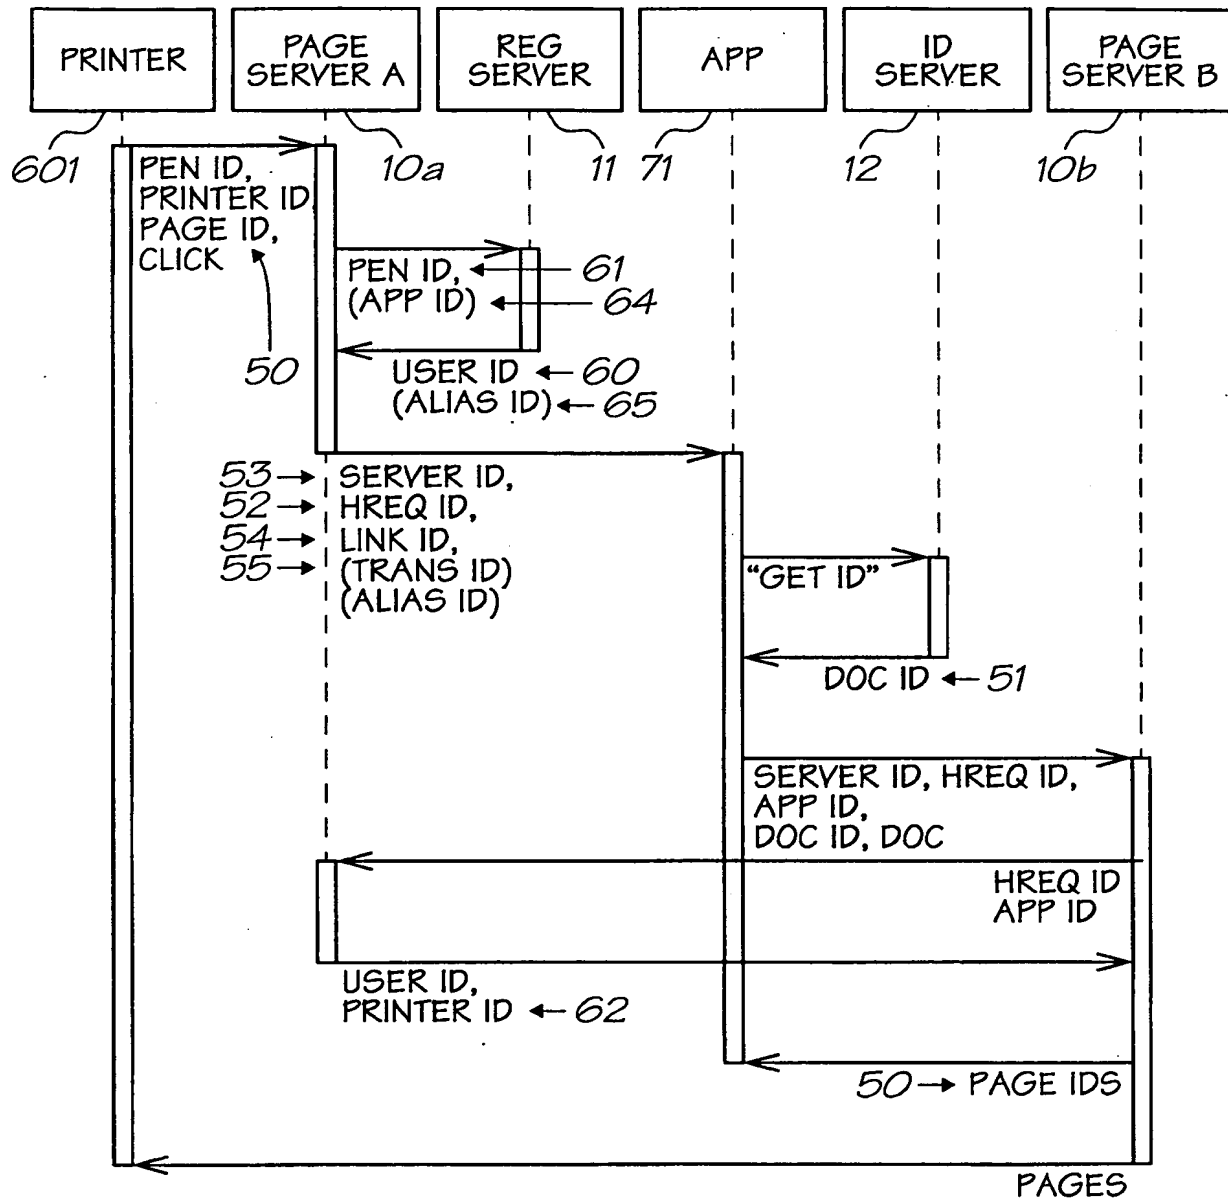 PRINTER
PAGE
SERVER A
REG
SERVER
APP
ID
SERVER
PAGE
SERVER B
601
10a
11
71
12
10b
PEN ID,
PRINTER ID
PAGE ID,
CLICK
50
PEN ID, 61
(APP ID) 64
USER ID 60
(ALIAS ID) 65
53 SERVER ID,
52 HREQ ID,
54 LINK ID,
55 (TRANS ID)
(ALIAS ID)
“GET ID”
DOC ID 51
SERVER ID, HREQ ID,
APP ID,
DOC ID, DOC
HREQ ID
APP ID
USER ID,
PRINTER ID 62
50 PAGE IDS
PAGES